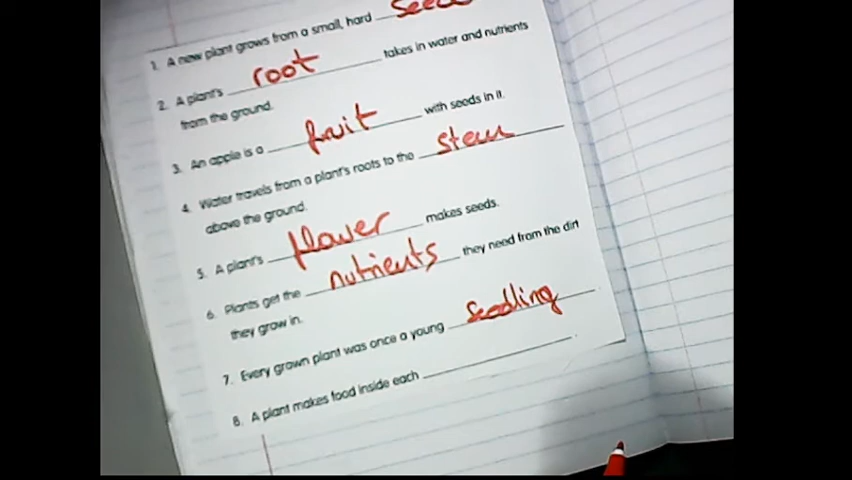 1. A new plant grows from a small, hard seed
2. A plant's root takes in water and nutrients
from the ground.
3. An apple is a fruit with seeds in it.
4. Water travels from a plant's roots to the stem
above the ground.
5. A plant's flower makes seeds.
6. Plants get the nutrients they need from the dirt
they grow in.
7. Every grown plant was once a young seedling
8. A plant makes food inside each ________.